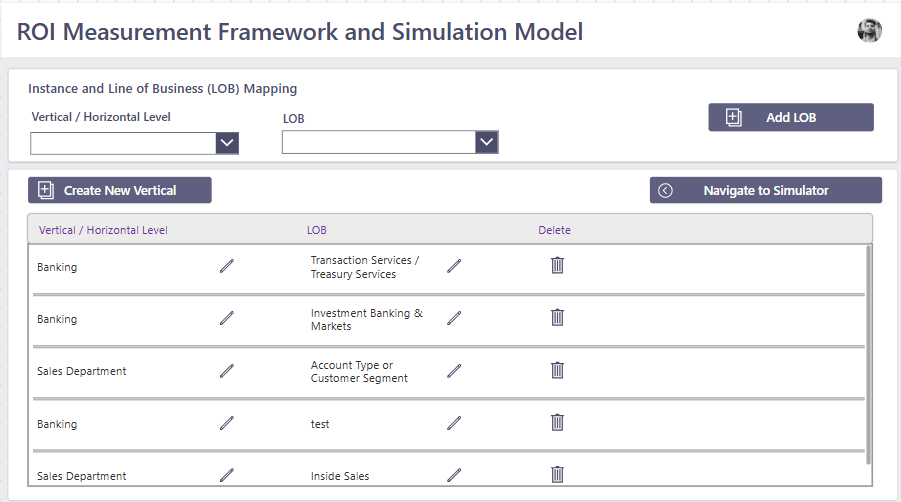 ROI Measurement Framework and Simulation Model
Instance and Line of Business (LOB) Mapping
Vertical / Horizontal Level
LOB
Add LOB
Create New Vertical
Navigate to Simulator
Vertical / Horizontal Level LOB Delete
Banking
Transaction Services /
Treasury Services
Banking
Investment Banking &
Markets
Sales Department
Account Type or
Customer Segment
Banking
test
Sales Department
Inside Sales